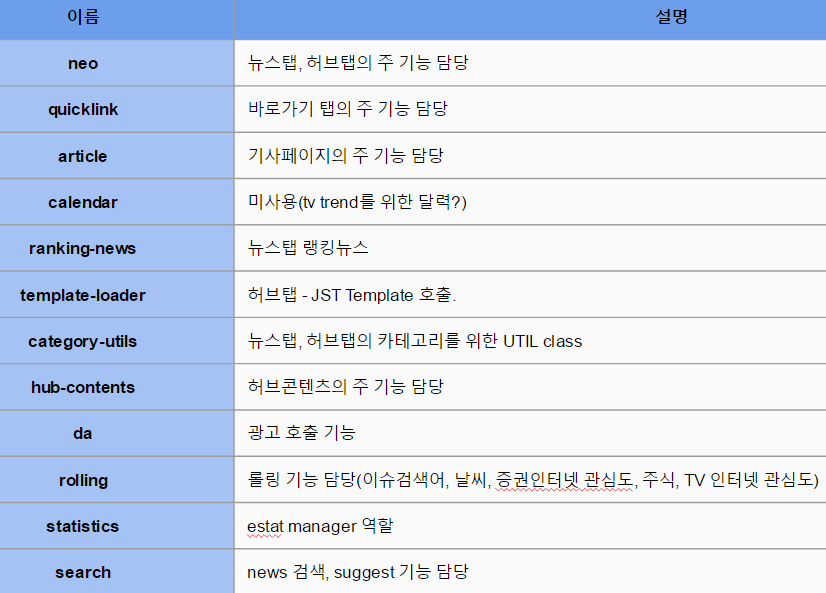 이름 설명
neo 뉴스탭, 허브탭의 주 기능 담당
quicklink 바로가기 탭의 주 기능 담당
article 기사페이지의 주 기능 담당
calendar 미사용(tv trend를 위한 달력?)
ranking-news 뉴스탭 랭킹뉴스
template-loader 허브탭 - JST Template 호출.
category-utils 뉴스탭, 허브탭의 카테고리를 위한 UTIL class
hub-contents 허브콘텐츠의 주 기능 담당
da 광고 호출 기능
rolling 롤링 기능 담당(이슈검색어, 날씨, 증권인터넷 관심도, 주식, TV 인터넷 관심도)
statistics estat manager 역할
search news 검색, suggest 기능 담당